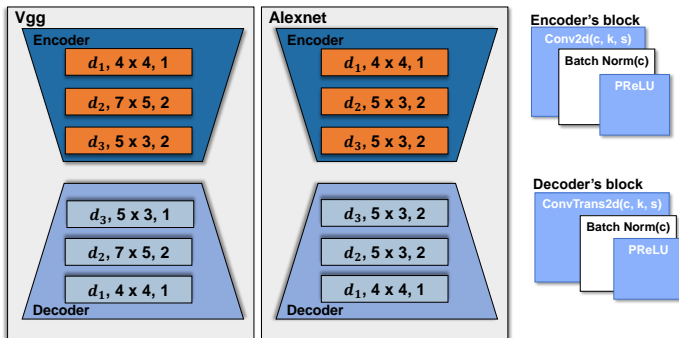 Vgg
Encoder
d₁, 4 x 4, 1
d₂, 7 x 5, 2
d₃, 5 x 3, 2
d₃, 5 x 3, 1
d₂, 7 x 5, 2
d₁, 4 x 4, 1
Decoder
Alexnet
Encoder
d₁, 4 x 4, 1
d₂, 5 x 3, 2
d₃, 5 x 3, 2
d₃, 5 x 3, 2
d₂, 5 x 3, 2
d₁, 4 x 4, 1
Decoder
Encoder's block
Conv2d(c, k, s)
Batch Norm(c)
PReLU
Decoder's block
ConvTrans2d(c, k, s)
Batch Norm(c)
PReLU